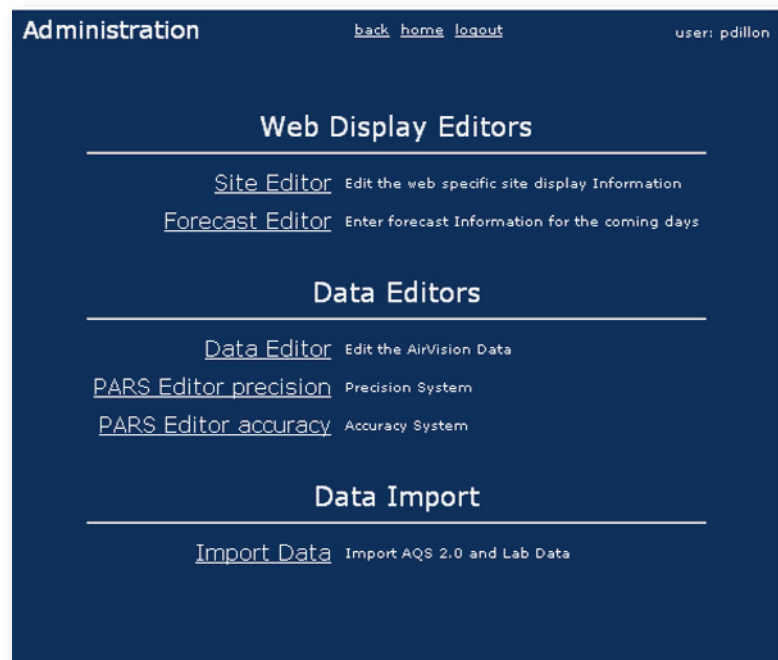 Administration back home logout user: pdillon
Web Display Editors
Site Editor Edit the web specific site display Information
Forecast Editor Enter forecast Information for the coming days
Data Editors
Data Editor Edit the AirVision Data
PARS Editor precision Precision System
PARS Editor accuracy Accuracy System
Data Import
Import Data Import AQS 2.0 and Lab Data